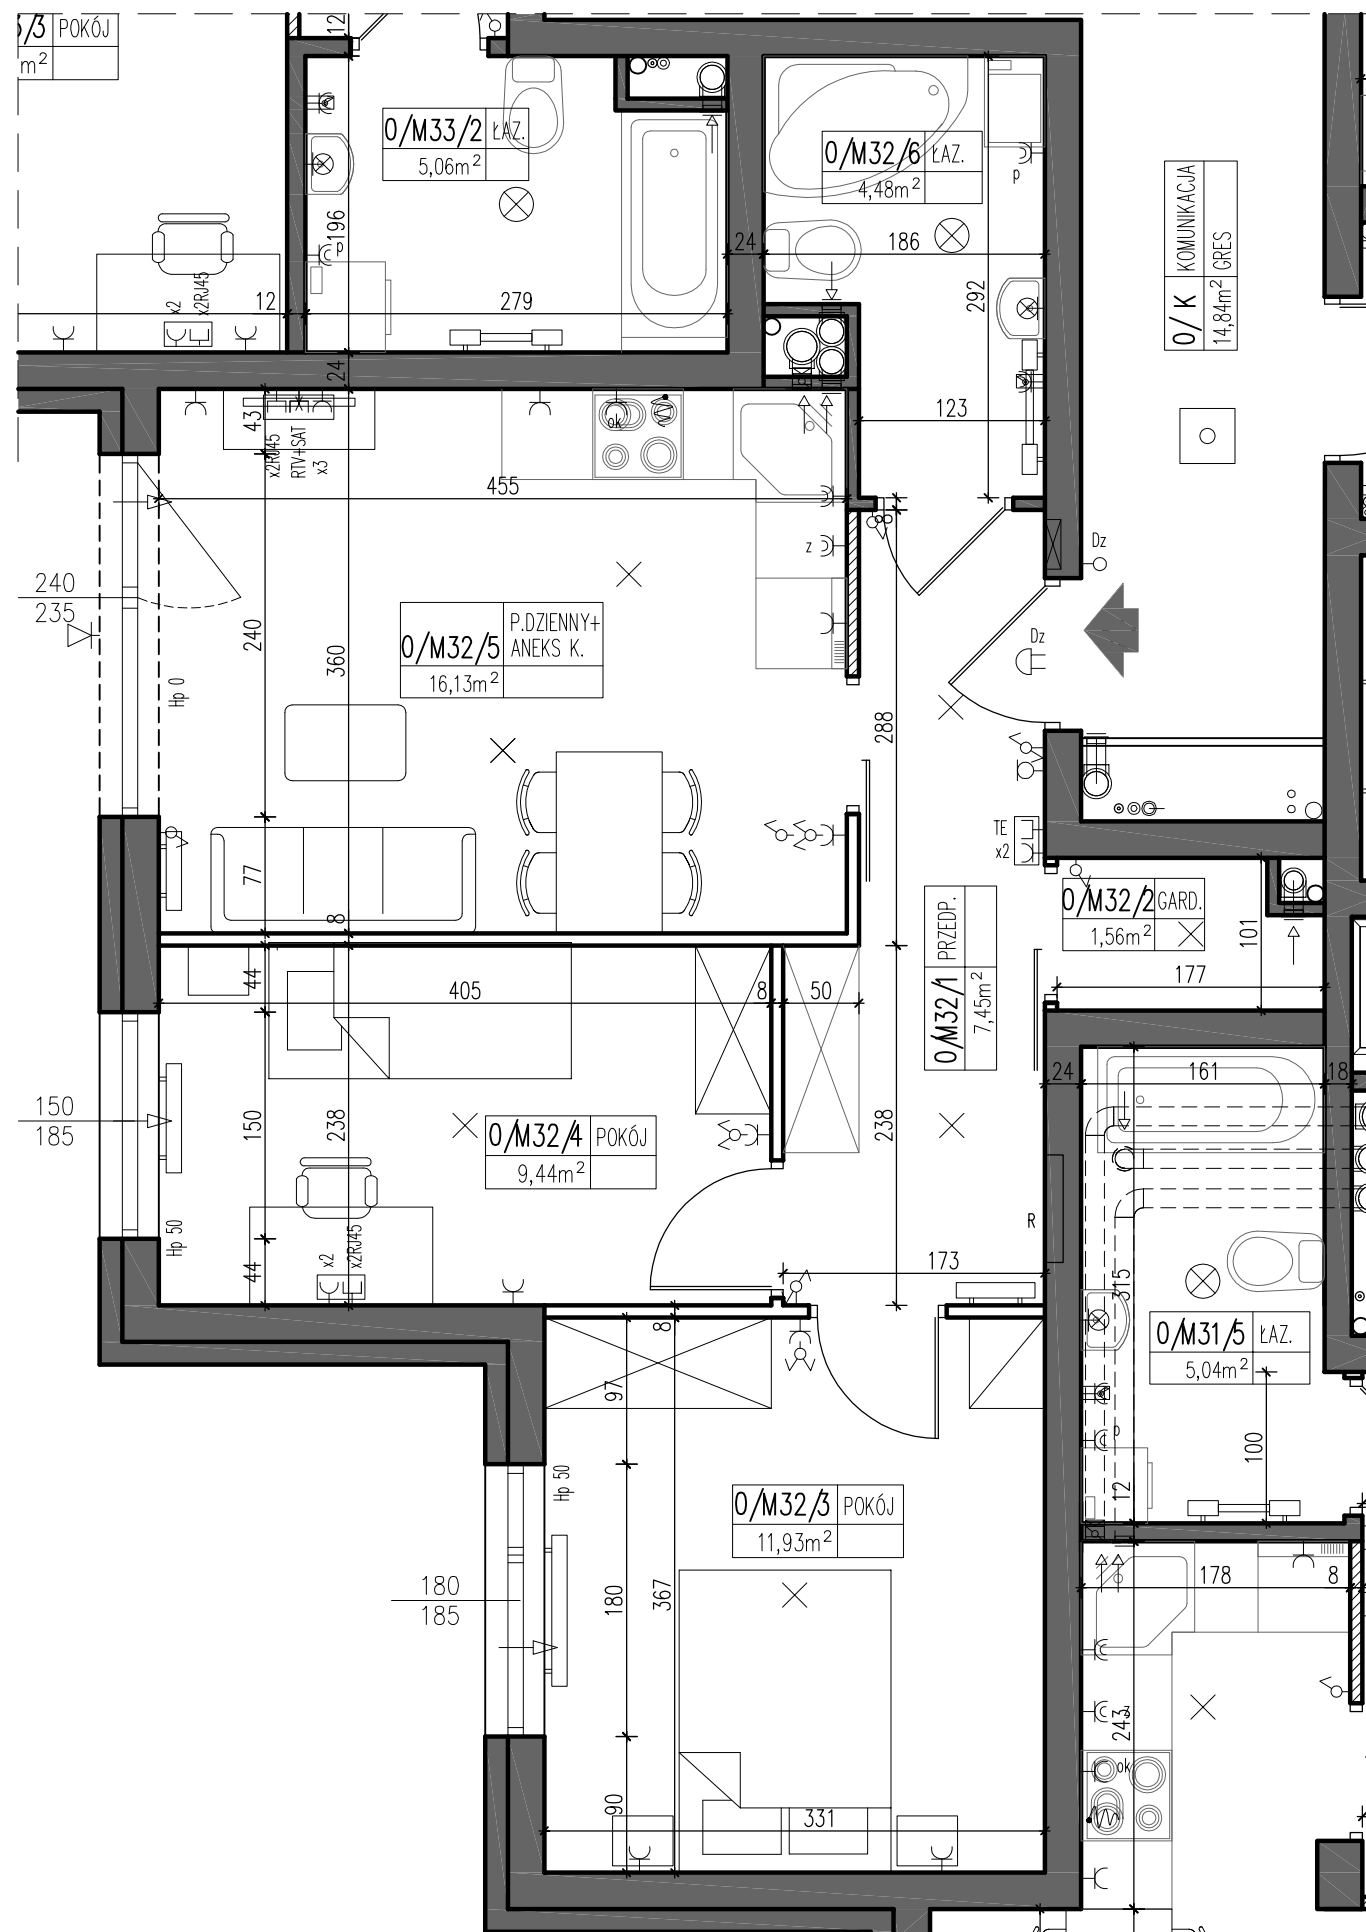 /3 POKÓJ
m²
12
0/M33/2 ŁAZ.
5,06m²
196
p
279
12
24
x2
x2RJ45
0/M32/6 ŁAZ.
4,48m²
p
24
186
292
123
0/K KOMUNIKACJA
14,84m² GRES
43
x2RJ45
RTV+SAT
x3
ok
455
8
z
Dz
Dz
240
235
240
360
Hp 0
0/M32/5 P.DZIENNY+
ANEKS K.
16,13m²
288
77
8
TE
x2
0/M32/2 GARD.
1,56m²
101
177
0/M32/1 PRZEDP.
7,45m²
44
405
8
50
24
161
18
150
185
150
238
238
0/M32/4 POKÓJ
9,44m²
Hp 50
x2
x2RJ45
44
R
173
315
0/M31/5 ŁAZ.
5,04m²
100
p
12
8
97
Hp 50
0/M32/3 POKÓJ
11,93m²
180
185
180
367
178
8
z
243
ok
90
331